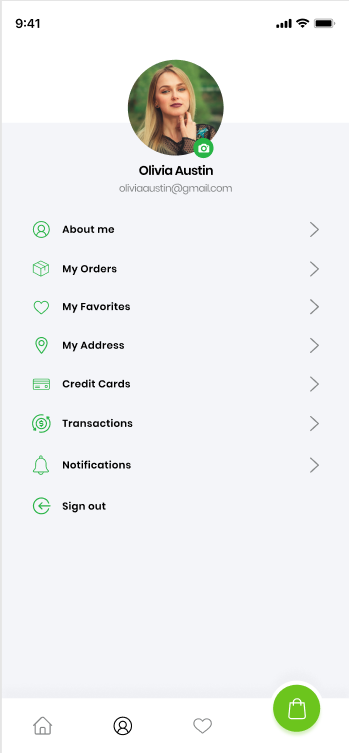 9:41
Olivia Austin
oliviaaustin@gmail.com
About me
My Orders
My Favorites
My Address
Credit Cards
Transactions
Notifications
Sign out